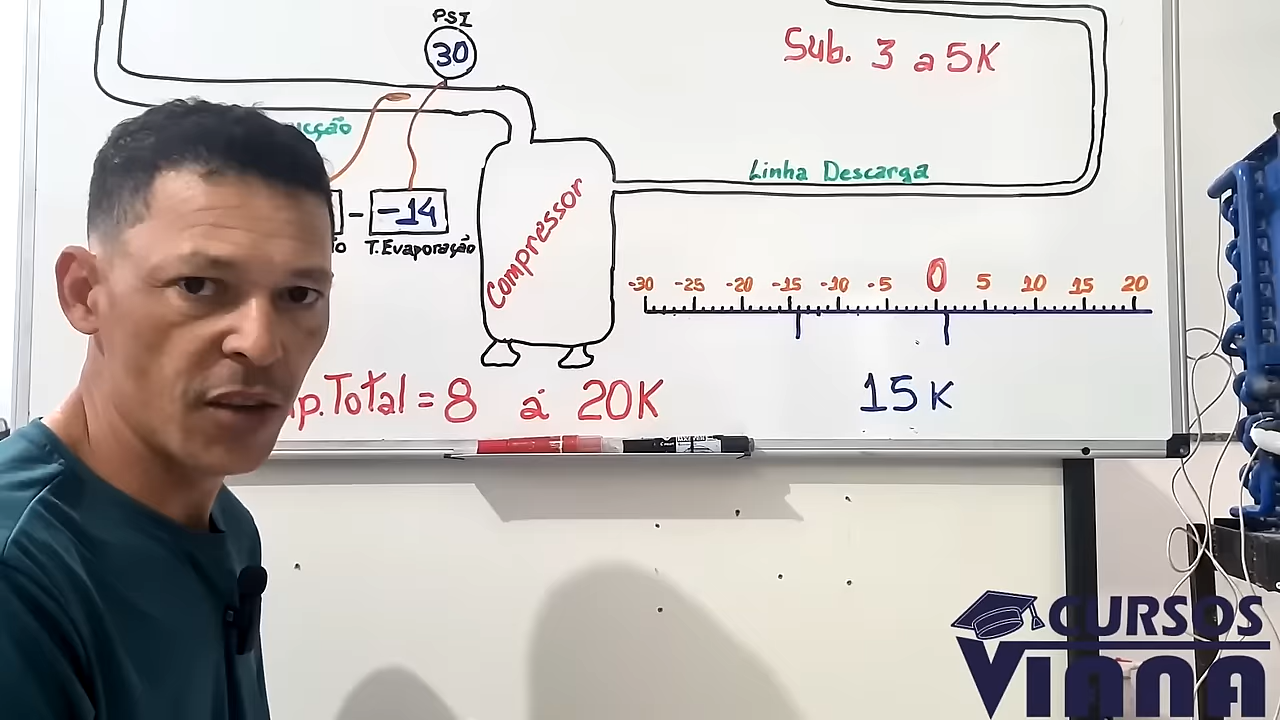 PSI
30
Sub. 3 a 5K
Linha Descarga
-14
T.Evaporação
Compressor
-30 -25 -20 -15 -10 -5 0 5 10 15 20
Total = 8 á 20K
15K
CURSOS
VIANA